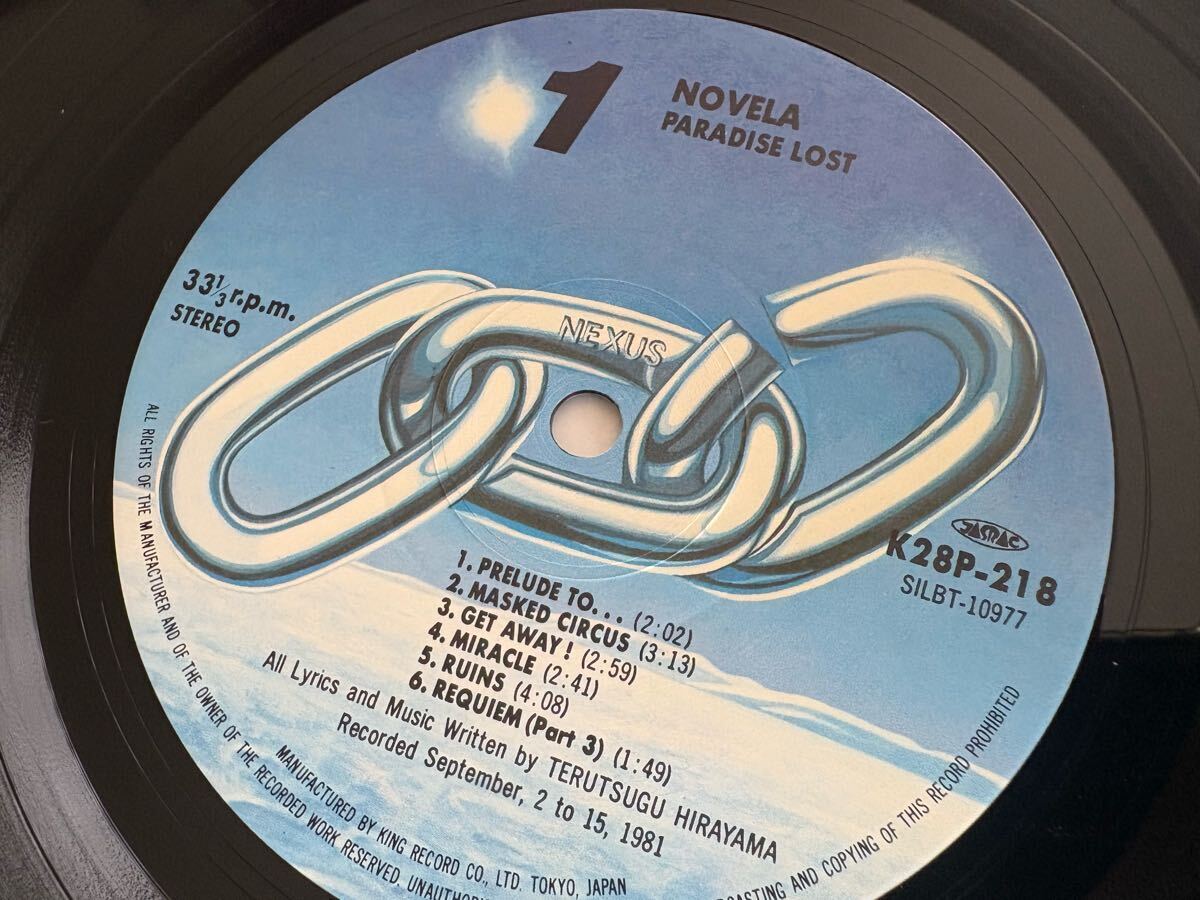 1
NOVELA
PARADISE LOST
33 1/3 r.p.m.
STEREO
NEXUS
JASRAC
K28P-218
SILBT-10977
1. PRELUDE TO... (2:02)
2. MASKED CIRCUS (3:13)
3. GET AWAY! (2:59)
4. MIRACLE (2:41)
5. RUINS (4:08)
6. REQUIEM (Part 3) (1:49)
All Lyrics and Music Written by TERUTSUGU HIRAYAMA
Recorded September, 2 to 15, 1981
MANUFACTURED BY KING RECORD CO., LTD. TOKYO, JAPAN
ALL RIGHTS OF THE MANUFACTURER AND OF THE OWNER OF THE RECORDED WORK RESERVED. UNAUTHO
CASTING AND COPYING OF THIS RECORD PROHIBITED